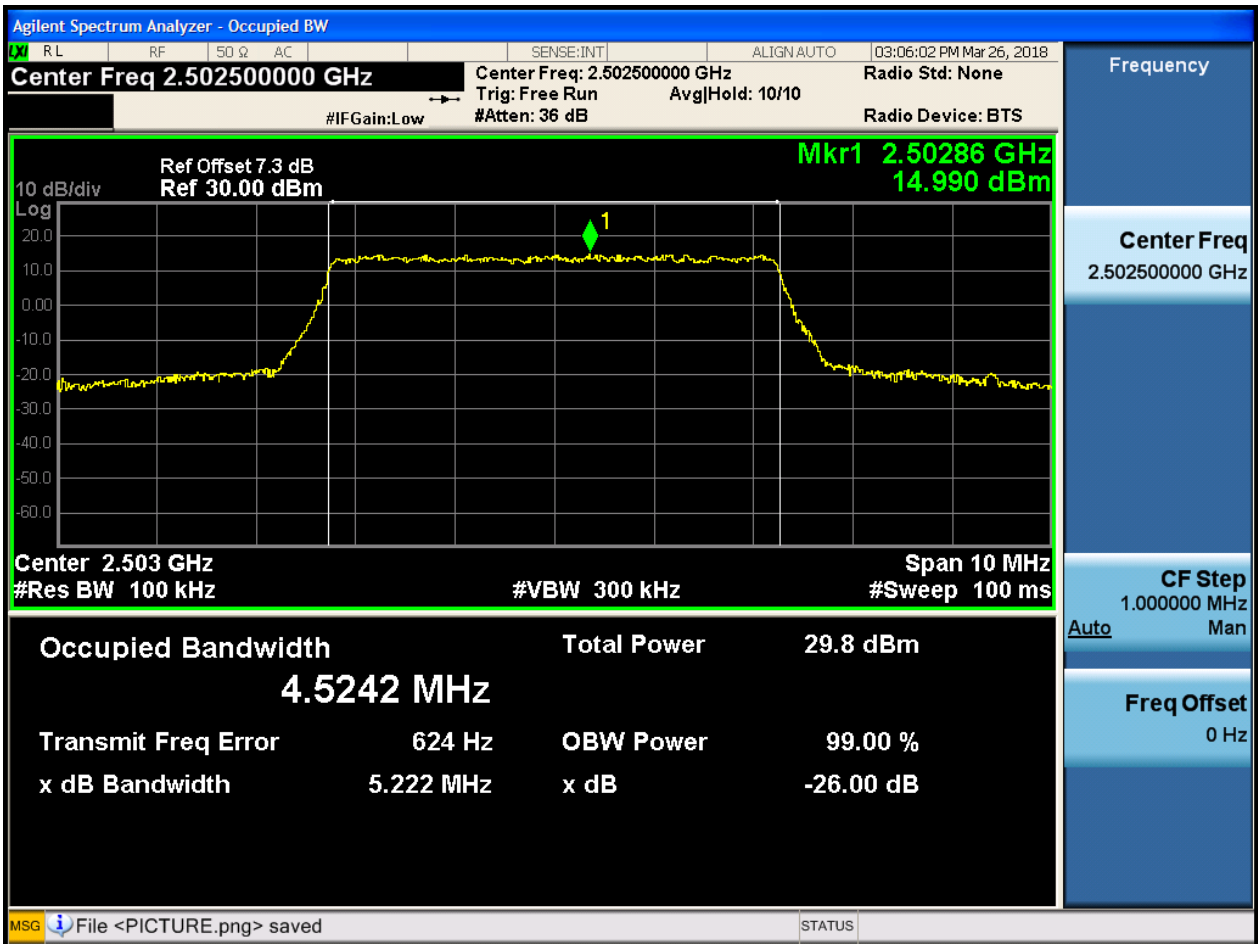 Agilent Spectrum Analyzer - Occupied BW
LXI RL RF 50 Ω AC SENSE:INT ALIGN AUTO 03:06:02 PM Mar 26, 2018
Center Freq 2.502500000 GHz
Center Freq: 2.502500000 GHz Radio Std: None
Trig: Free Run Avg|Hold: 10/10
#IFGain:Low #Atten: 36 dB Radio Device: BTS
Mkr1 2.50286 GHz
14.990 dBm
Ref Offset 7.3 dB
10 dB/div Ref 30.00 dBm
Log
1
20.0
10.0
0.00
-10.0
-20.0
-30.0
-40.0
-50.0
-60.0
Center 2.503 GHz Span 10 MHz
#Res BW 100 kHz #VBW 300 kHz #Sweep 100 ms
Occupied Bandwidth Total Power 29.8 dBm
4.5242 MHz
Transmit Freq Error 624 Hz OBW Power 99.00 %
x dB Bandwidth 5.222 MHz x dB -26.00 dB
Frequency
Center Freq
2.502500000 GHz
CF Step
1.000000 MHz
Auto Man
Freq Offset
0 Hz
MSG File <PICTURE.png> saved STATUS